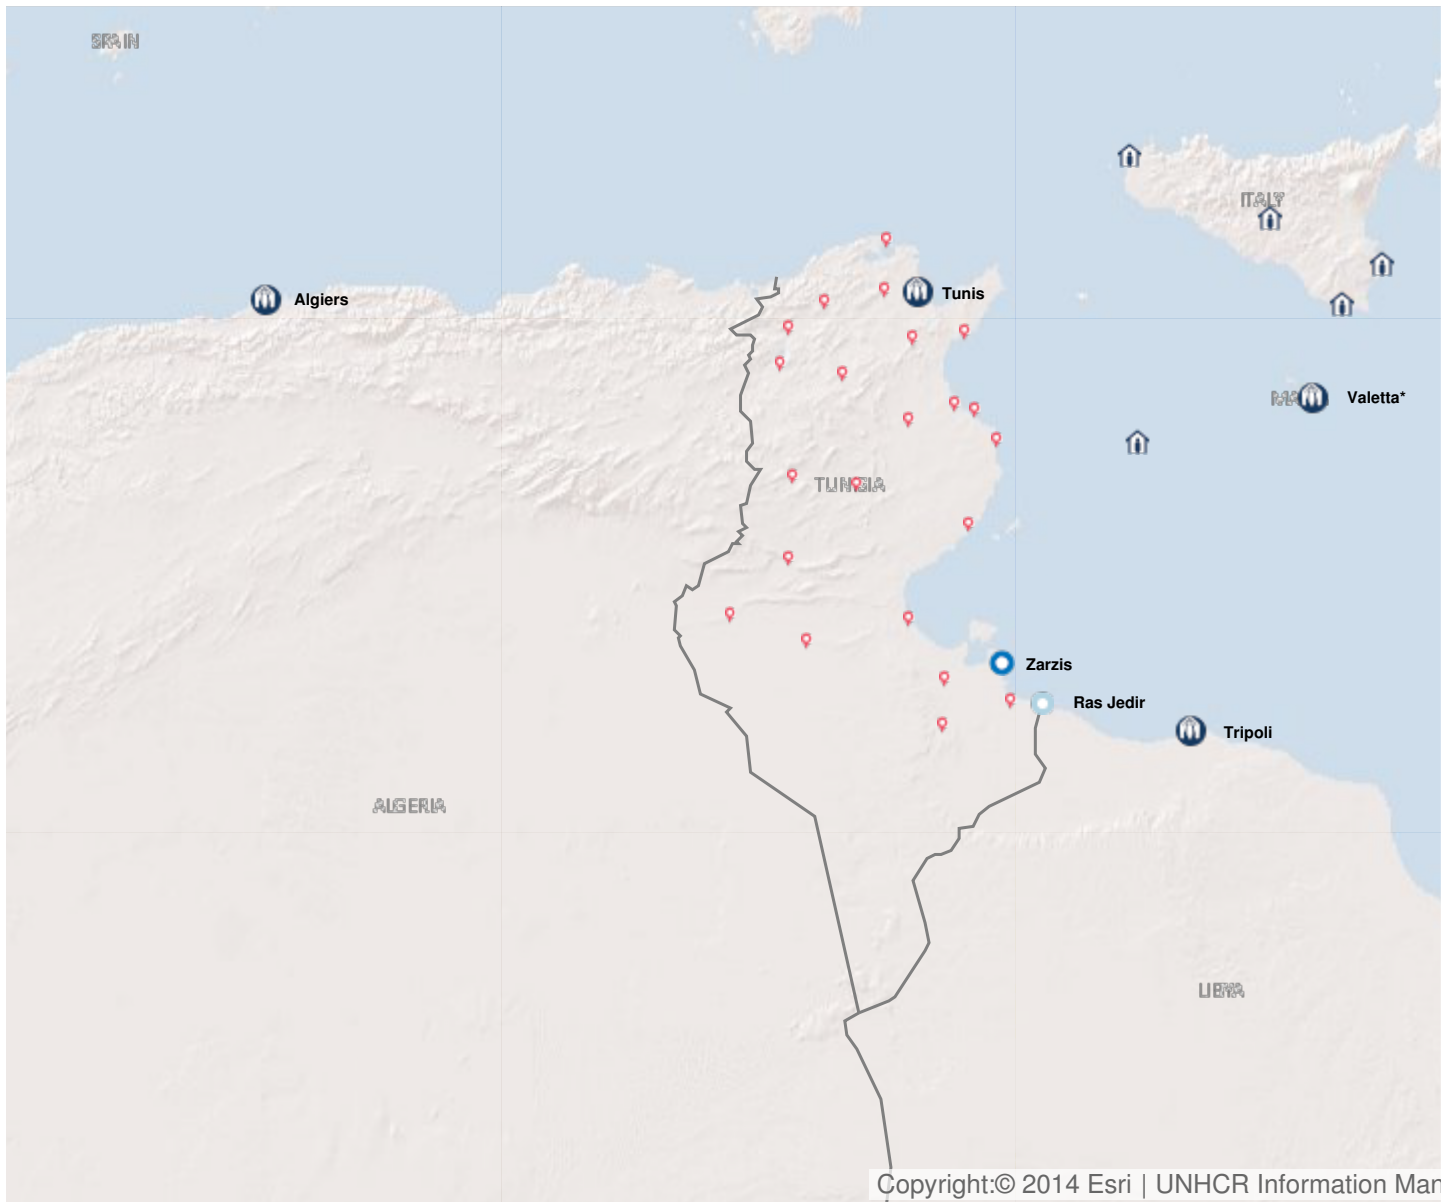 SPAIN
ITALY
Algiers
Tunis
Valetta*
TUNISIA
Zarzis
Ras Jedir
Tripoli
ALGERIA
LIBYA
Copyright:© 2014 Esri | UNHCR Information Man